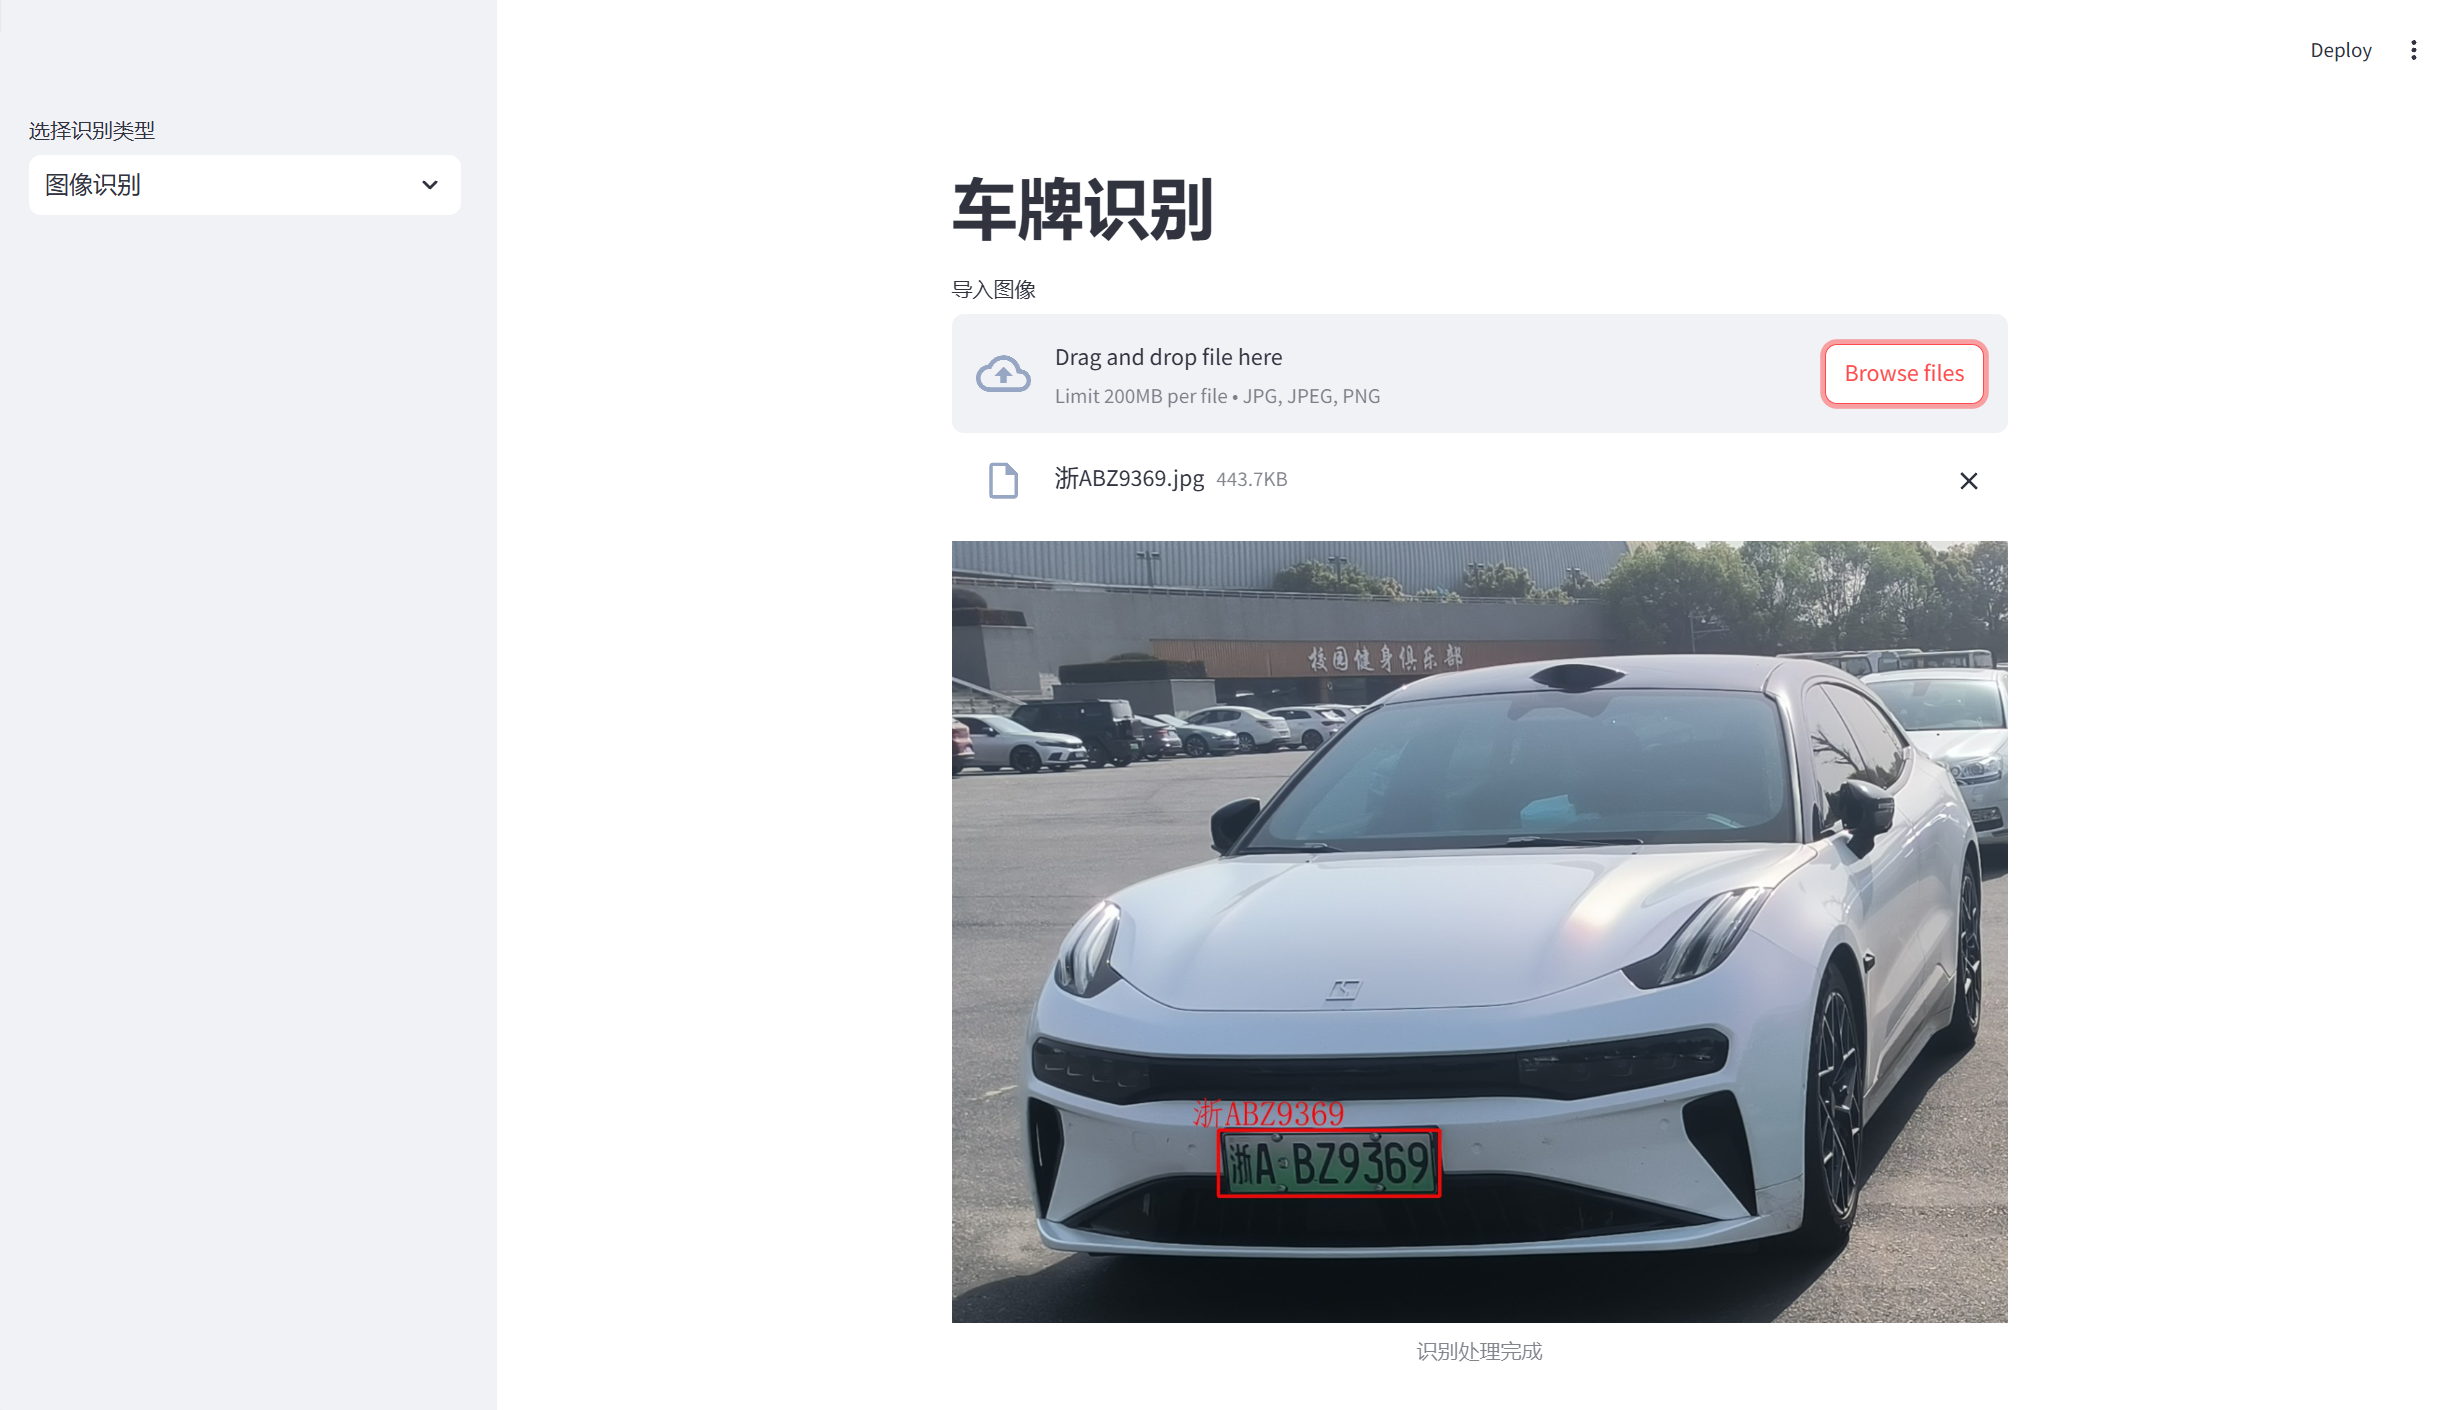 Deploy
选择识别类型
图像识别
车牌识别
导入图像
Drag and drop file here
Limit 200MB per file • JPG, JPEG, PNG
Browse files
浙ABZ9369.jpg 443.7KB
校园健身俱乐部
浙ABZ9369
浙A·BZ9369
识别处理完成